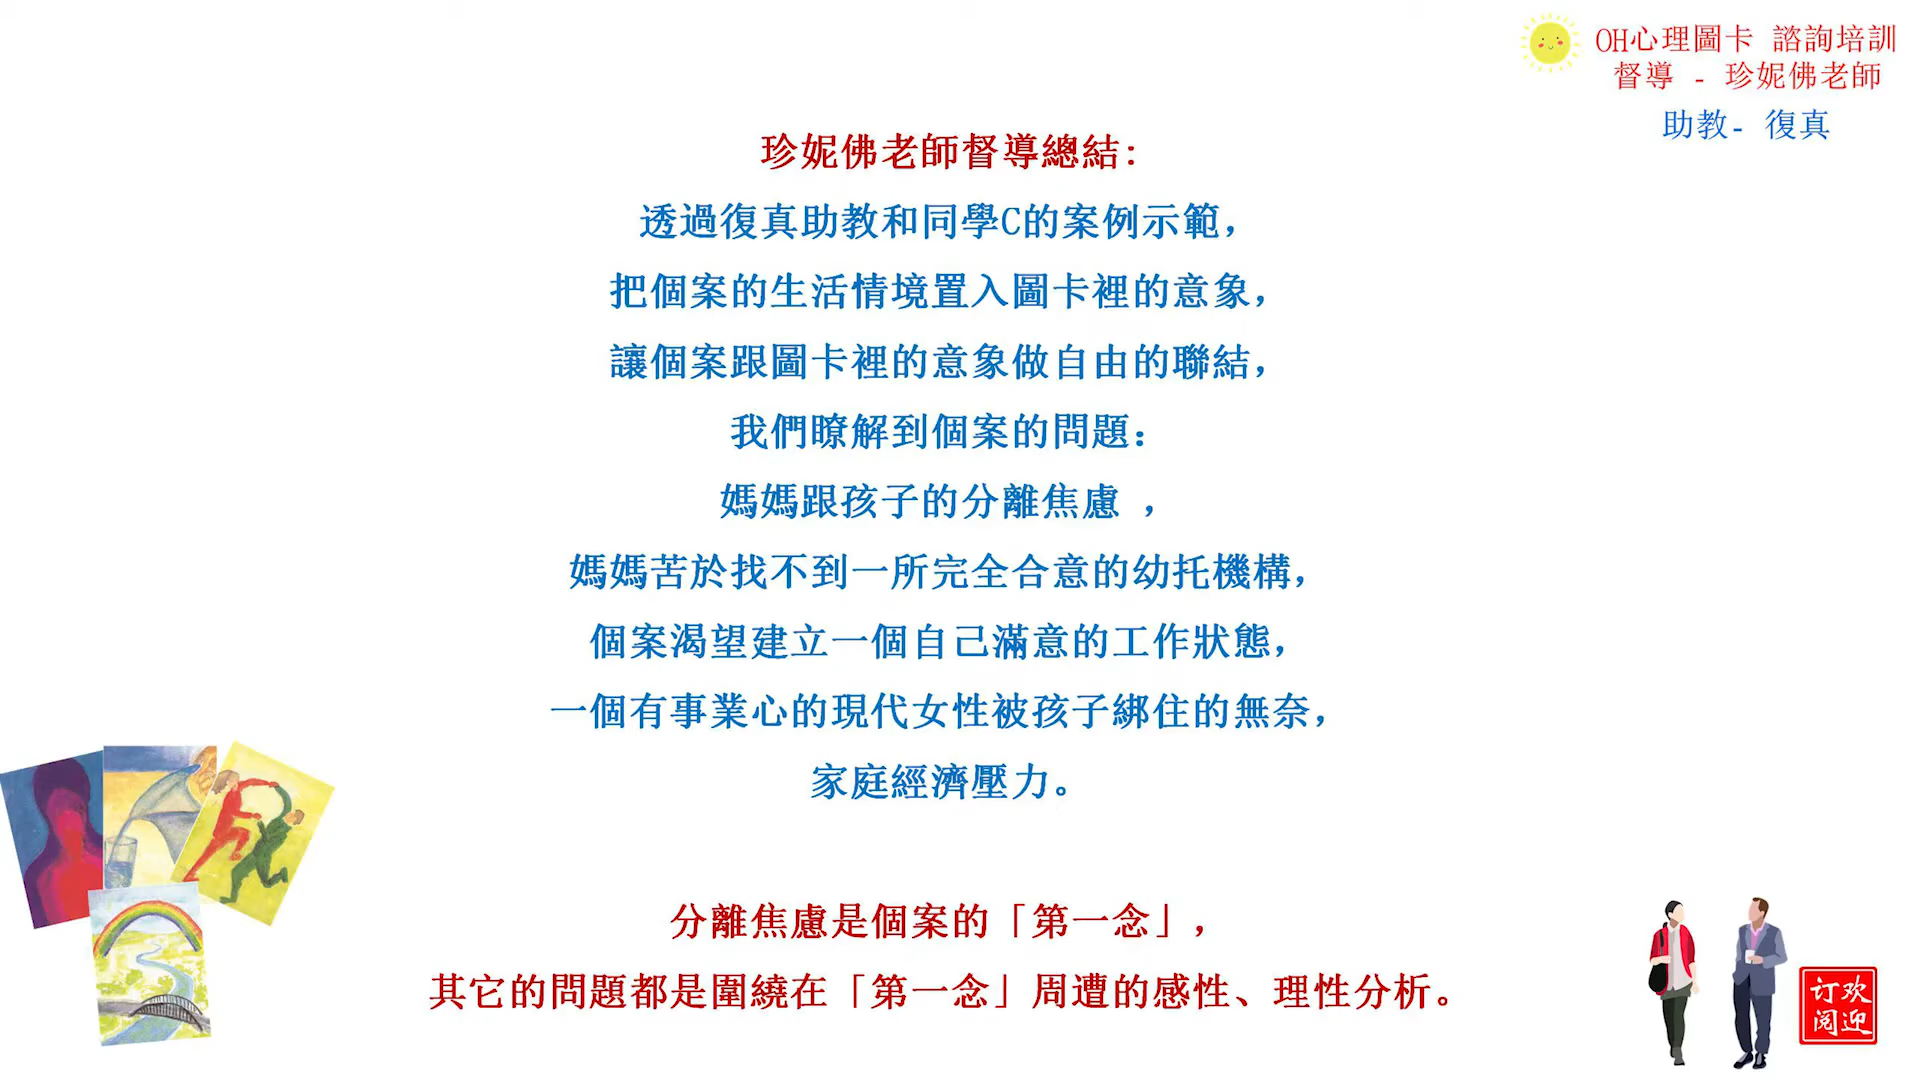 OH心理圖卡 諮詢培訓
督導 - 珍妮佛老師
助教- 復真
珍妮佛老師督導總結:
透過復真助教和同學C的案例示範，
把個案的生活情境置入圖卡裡的意象，
讓個案跟圖卡裡的意象做自由的聯結，
我們瞭解到個案的問題：
媽媽跟孩子的分離焦慮 ，
媽媽苦於找不到一所完全合意的幼托機構，
個案渴望建立一個自己滿意的工作狀態，
一個有事業心的現代女性被孩子綁住的無奈，
家庭經濟壓力。
分離焦慮是個案的「第一念」，
其它的問題都是圍繞在「第一念」周遭的感性、理性分析。
欢迎
订阅